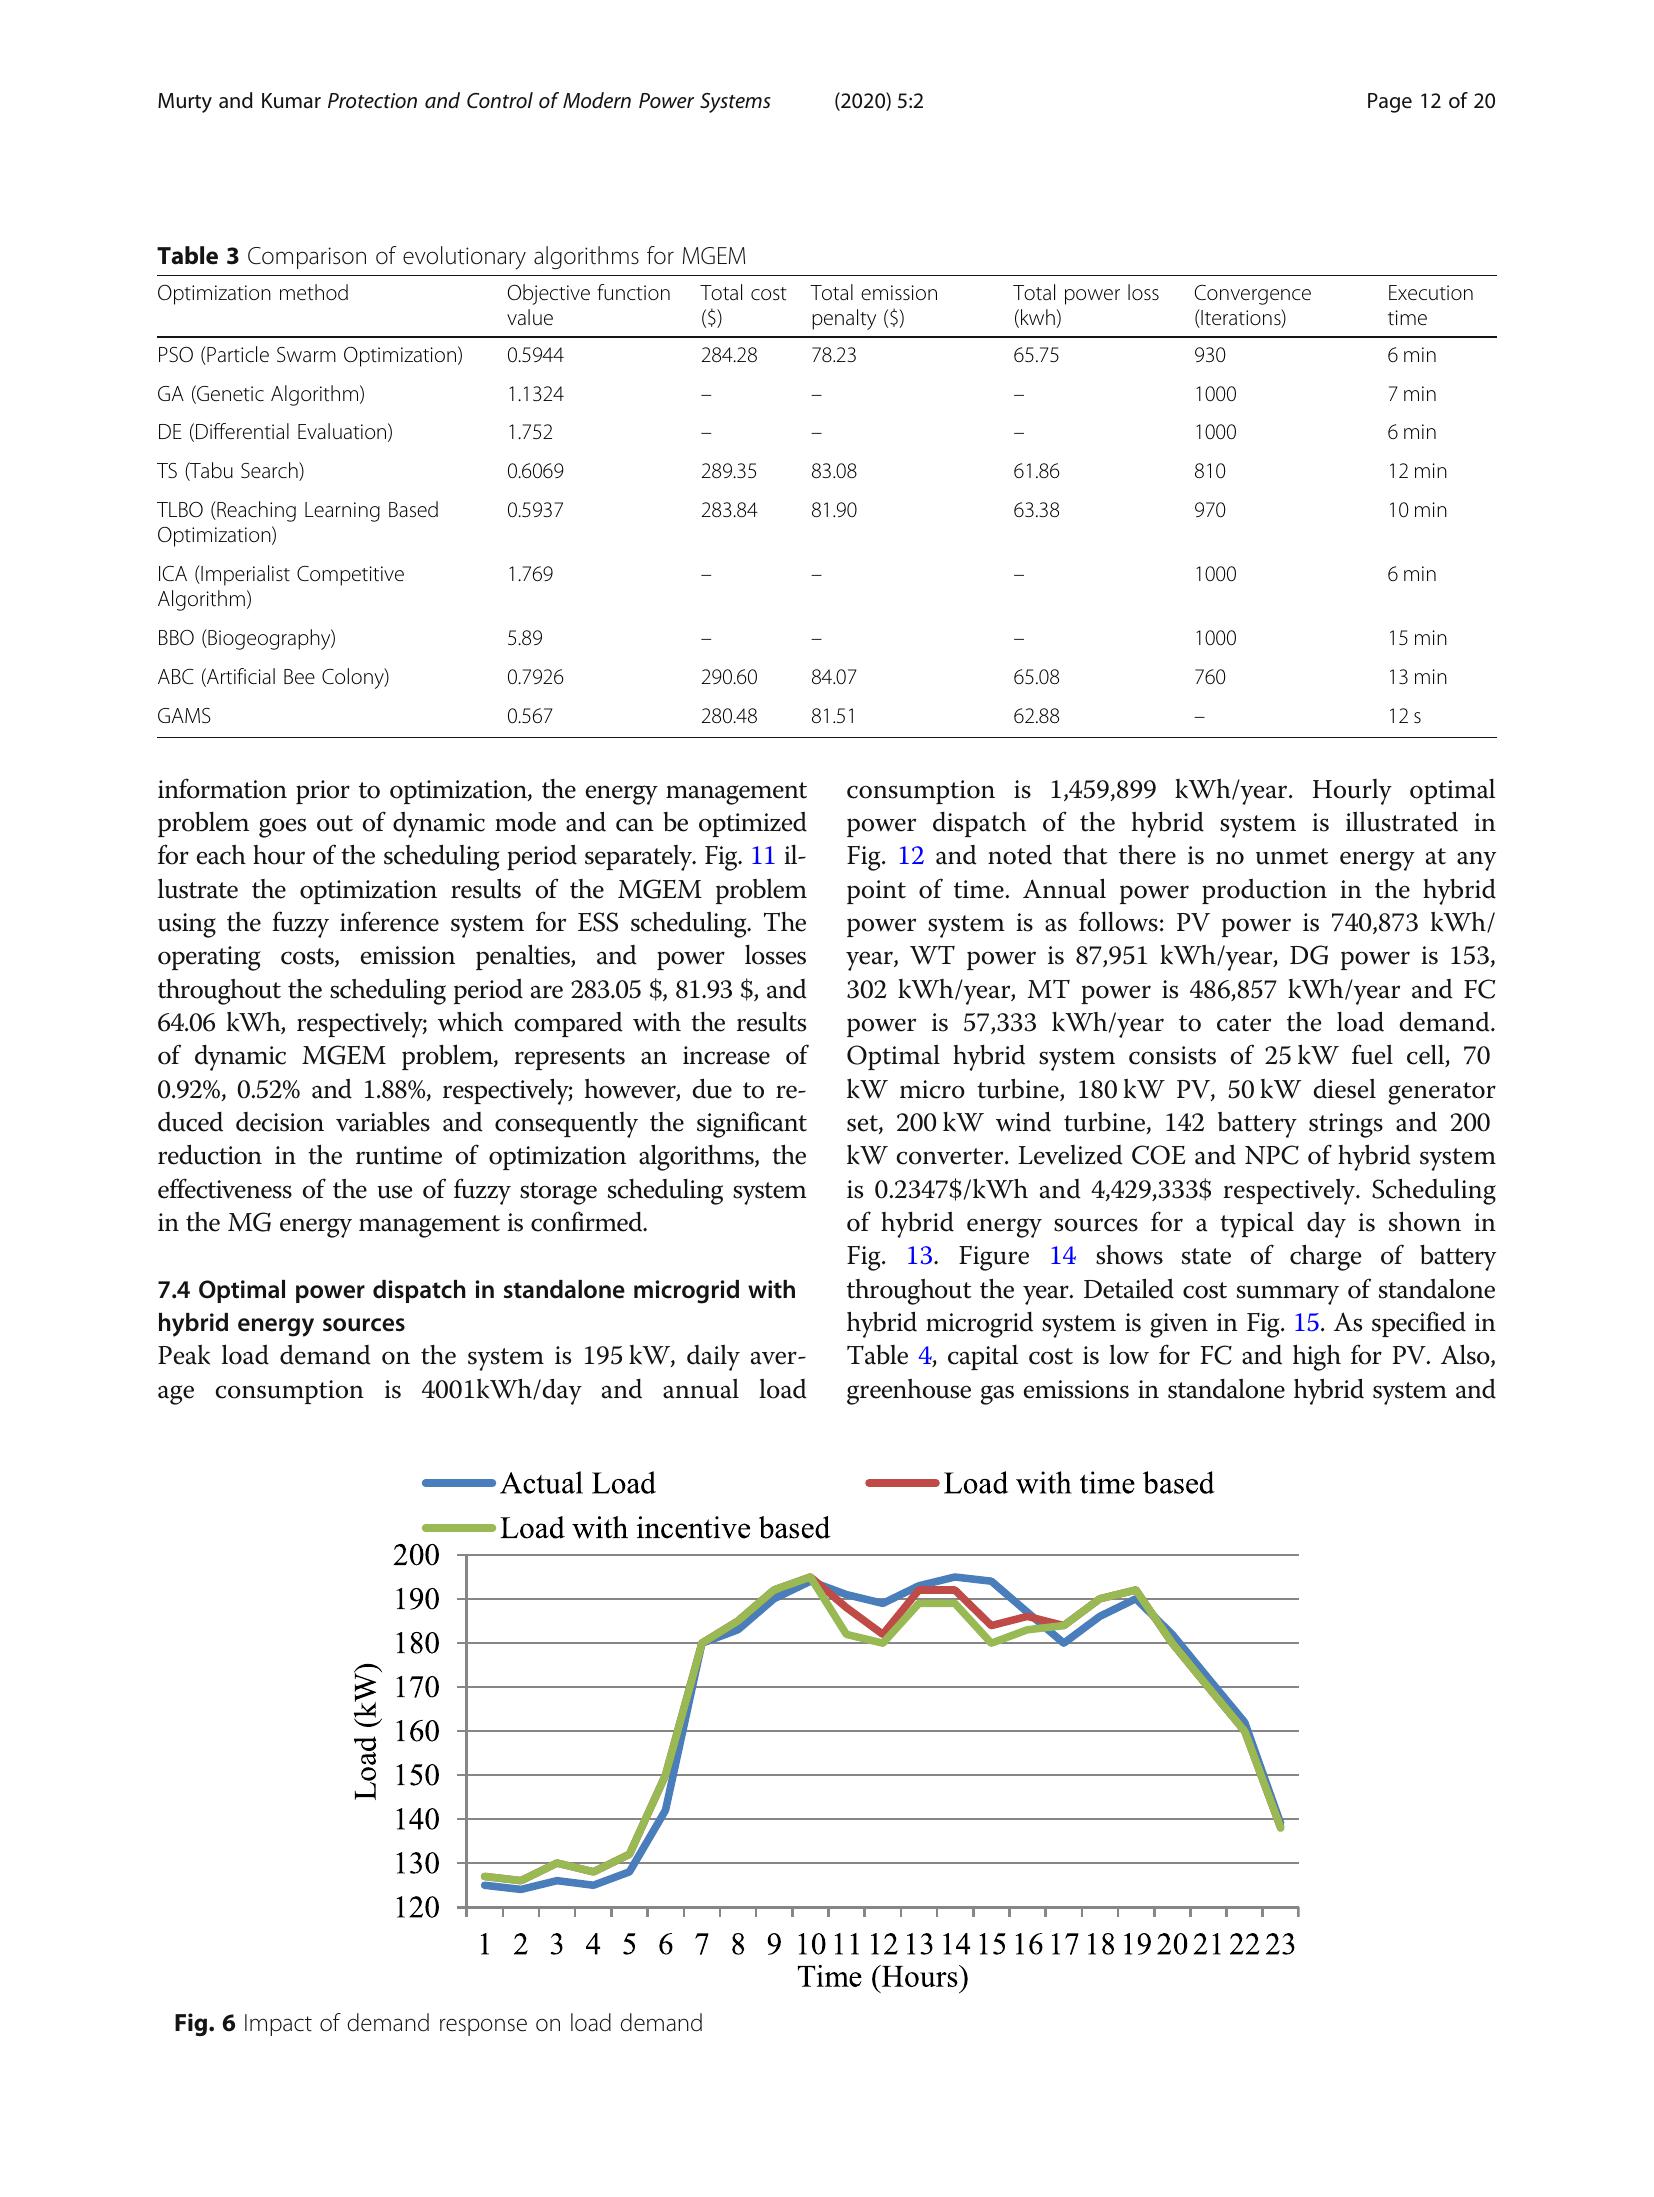 Murty and Kumar Protection and Control of Modern Power Systems (2020) 5:2 Page 12 of 20
Table 3 Comparison of evolutionary algorithms for MGEM
Optimization method Objective function value Total cost ($) Total emission penalty ($) Total power loss (kwh) Convergence (Iterations) Execution time
PSO (Particle Swarm Optimization) 0.5944 284.28 78.23 65.75 930 6 min
GA (Genetic Algorithm) 1.1324 – – – 1000 7 min
DE (Differential Evaluation) 1.752 – – – 1000 6 min
TS (Tabu Search) 0.6069 289.35 83.08 61.86 810 12 min
TLBO (Reaching Learning Based Optimization) 0.5937 283.84 81.90 63.38 970 10 min
ICA (Imperialist Competitive Algorithm) 1.769 – – – 1000 6 min
BBO (Biogeography) 5.89 – – – 1000 15 min
ABC (Artificial Bee Colony) 0.7926 290.60 84.07 65.08 760 13 min
GAMS 0.567 280.48 81.51 62.88 – 12 s
information prior to optimization, the energy management
problem goes out of dynamic mode and can be optimized
for each hour of the scheduling period separately. Fig. 11 il-
lustrate the optimization results of the MGEM problem
using the fuzzy inference system for ESS scheduling. The
operating costs, emission penalties, and power losses
throughout the scheduling period are 283.05 $, 81.93 $, and
64.06 kWh, respectively; which compared with the results
of dynamic MGEM problem, represents an increase of
0.92%, 0.52% and 1.88%, respectively; however, due to re-
duced decision variables and consequently the significant
reduction in the runtime of optimization algorithms, the
effectiveness of the use of fuzzy storage scheduling system
in the MG energy management is confirmed.
7.4 Optimal power dispatch in standalone microgrid with
hybrid energy sources
Peak load demand on the system is 195 kW, daily aver-
age consumption is 4001kWh/day and annual load
consumption is 1,459,899 kWh/year. Hourly optimal
power dispatch of the hybrid system is illustrated in
Fig. 12 and noted that there is no unmet energy at any
point of time. Annual power production in the hybrid
power system is as follows: PV power is 740,873 kWh/
year, WT power is 87,951 kWh/year, DG power is 153,
302 kWh/year, MT power is 486,857 kWh/year and FC
power is 57,333 kWh/year to cater the load demand.
Optimal hybrid system consists of 25 kW fuel cell, 70
kW micro turbine, 180 kW PV, 50 kW diesel generator
set, 200 kW wind turbine, 142 battery strings and 200
kW converter. Levelized COE and NPC of hybrid system
is 0.2347$/kWh and 4,429,333$ respectively. Scheduling
of hybrid energy sources for a typical day is shown in
Fig. 13. Figure 14 shows state of charge of battery
throughout the year. Detailed cost summary of standalone
hybrid microgrid system is given in Fig. 15. As specified in
Table 4, capital cost is low for FC and high for PV. Also,
greenhouse gas emissions in standalone hybrid system and
Actual Load Load with time based
Load with incentive based
200
190
180
170
160
150
140
130
120
Load (kW)
1 2 3 4 5 6 7 8 9 10 11 12 13 14 15 16 17 18 19 20 21 22 23
Time (Hours)
Fig. 6 Impact of demand response on load demand